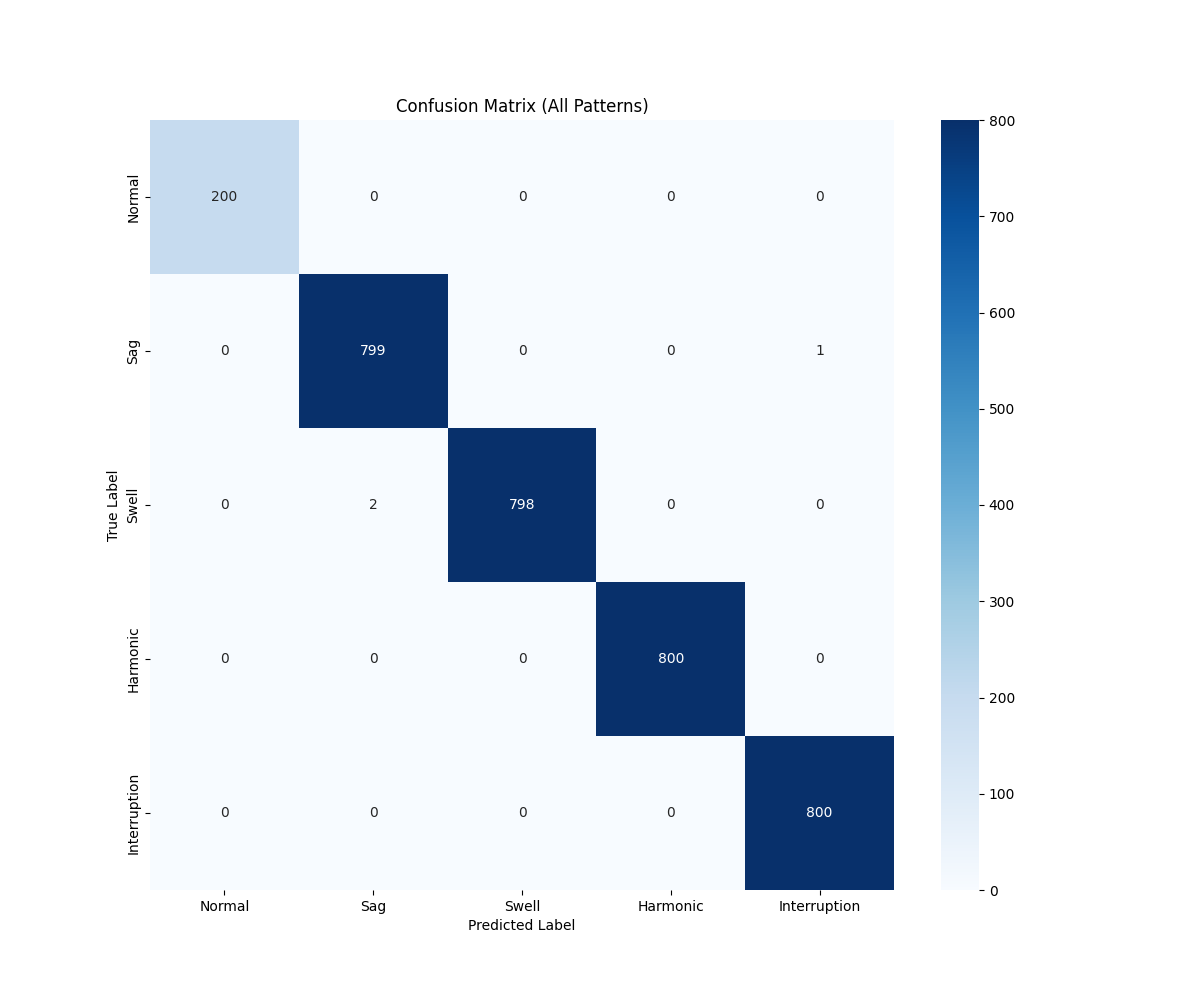 Confusion Matrix (All Patterns)
True Label
Normal
200 0 0 0 0
Sag
0 799 0 0 1
Swell
0 2 798 0 0
Harmonic
0 0 0 800 0
Interruption
0 0 0 0 800
Normal Sag Swell Harmonic Interruption
Predicted Label
800
700
600
500
400
300
200
100
0